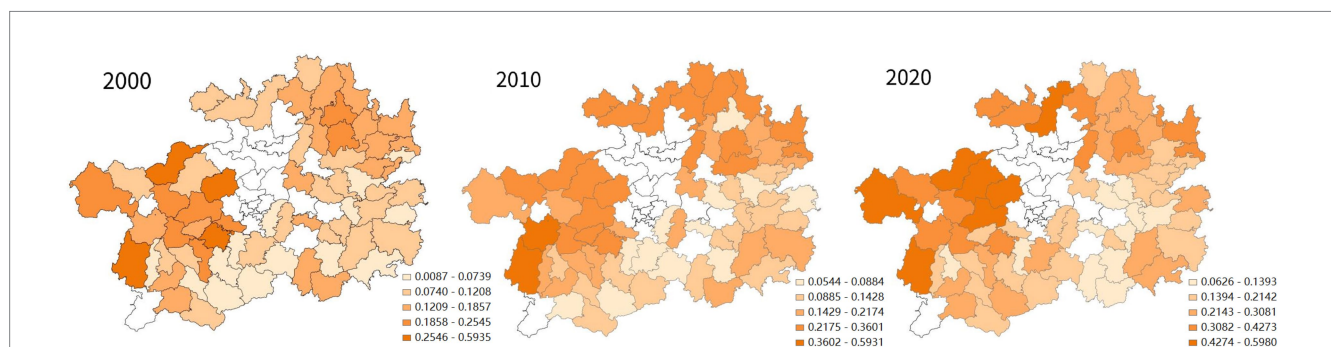 2000
0.0087 - 0.0739
0.0740 - 0.1208
0.1209 - 0.1857
0.1858 - 0.2545
0.2546 - 0.5935
2010
0.0544 - 0.0884
0.0885 - 0.1428
0.1429 - 0.2174
0.2175 - 0.3601
0.3602 - 0.5931
2020
0.0626 - 0.1393
0.1394 - 0.2142
0.2143 - 0.3081
0.3082 - 0.4273
0.4274 - 0.5980